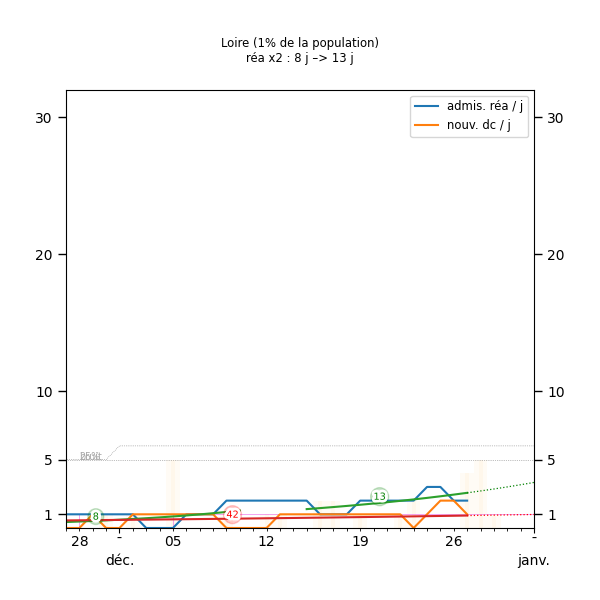 Loire (1% de la population)
réa x2 : 8 j –> 13 j
admis. réa / j
nouv. dc / j
30 30
20 20
10 10
5 5
1 1
8
42
13
28 - 05 12 19 26 -
déc. janv.